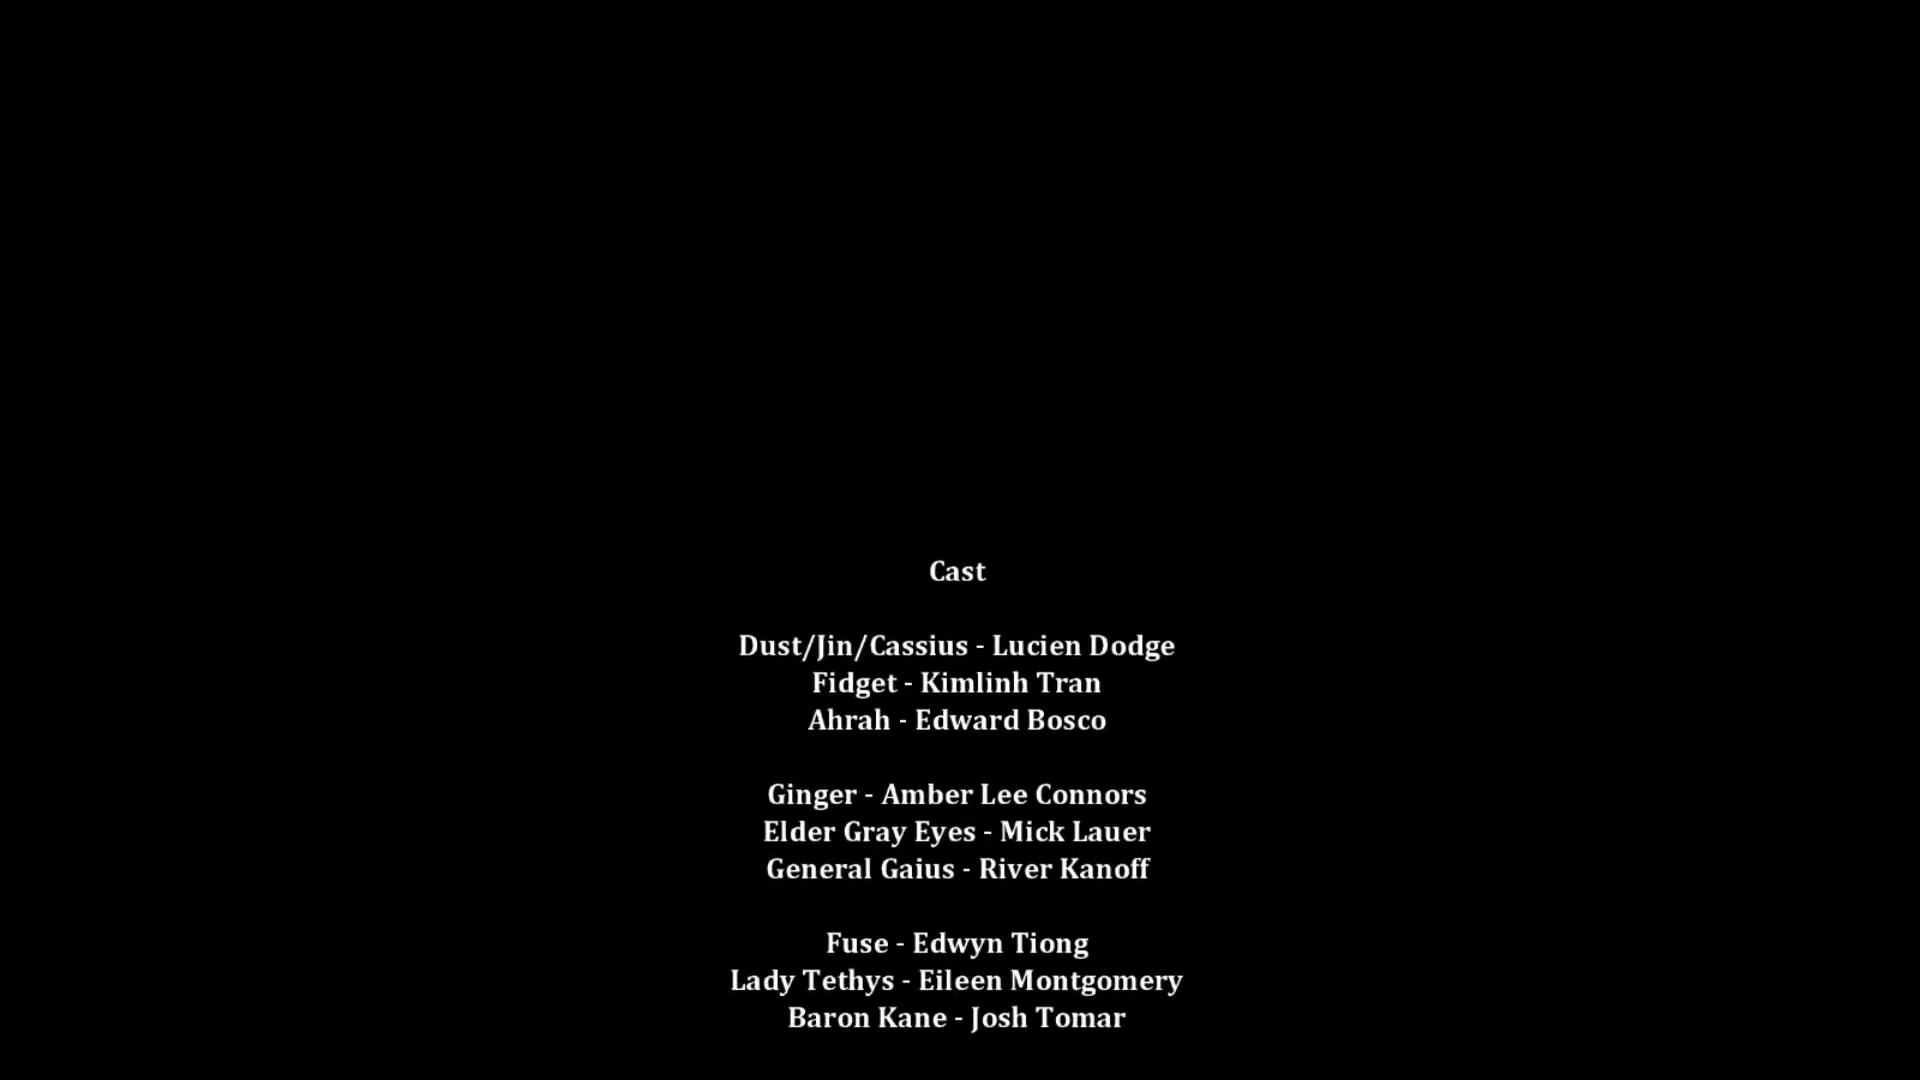 Cast
Dust/Jin/Cassius - Lucien Dodge
Fidget - Kimlinh Tran
Ahrah - Edward Bosco
Ginger - Amber Lee Connors
Elder Gray Eyes - Mick Lauer
General Gaius - River Kanoff
Fuse - Edwyn Tiong
Lady Tethys - Eileen Montgomery
Baron Kane - Josh Tomar